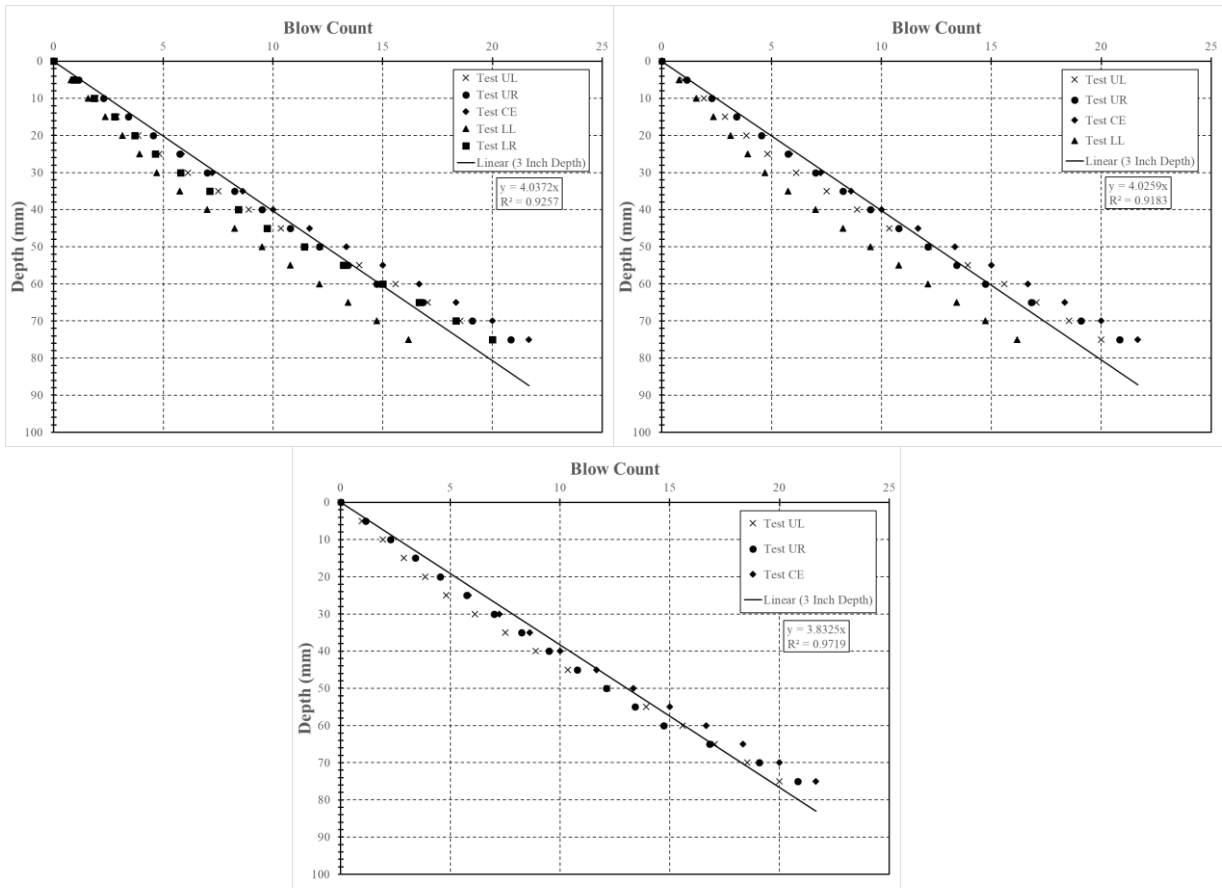 Blow Count
0 5 10 15 20 25
0
10
20
30
40
50
60
70
80
90
100
Depth (mm)
Test UL
Test UR
Test CE
Test LL
Test LR
Linear (3 Inch Depth)
y = 4.0372x
R² = 0.9257
Blow Count
0 5 10 15 20 25
0
10
20
30
40
50
60
70
80
90
100
Depth (mm)
Test UL
Test UR
Test CE
Test LL
Linear (3 Inch Depth)
y = 4.0259x
R² = 0.9183
Blow Count
0 5 10 15 20 25
0
10
20
30
40
50
60
70
80
90
100
Depth (mm)
Test UL
Test UR
Test CE
Linear (3 Inch Depth)
y = 3.8325x
R² = 0.9719